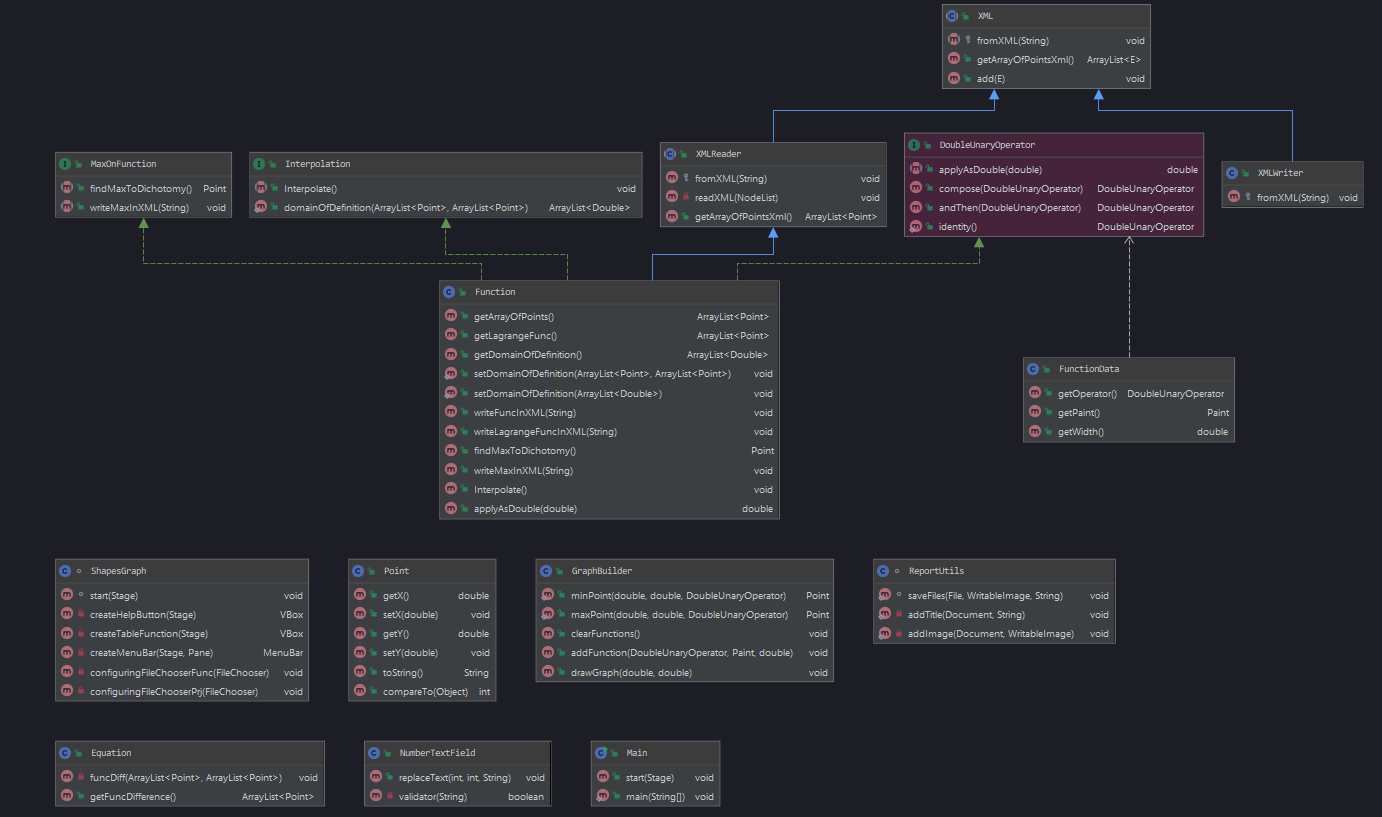 XML
fromXML(String) void
getArrayOfPointsXml() ArrayList<E>
add(E) void
MaxOnFunction
findMaxToDichotomy() Point
writeMaxInXML(String) void
Interpolation
Interpolate() void
domainOfDefinition(ArrayList<Point>, ArrayList<Point>) ArrayList<Double>
XMLReader
fromXML(String) void
readXML(NodeList) void
getArrayOfPointsXml() ArrayList<Point>
DoubleUnaryOperator
applyAsDouble(double) double
compose(DoubleUnaryOperator) DoubleUnaryOperator
andThen(DoubleUnaryOperator) DoubleUnaryOperator
identity() DoubleUnaryOperator
XMLWriter
fromXML(String) void
Function
getArrayOfPoints() ArrayList<Point>
getLagrangeFunc() ArrayList<Point>
getDomainOfDefinition() ArrayList<Double>
setDomainOfDefinition(ArrayList<Point>, ArrayList<Point>) void
setDomainOfDefinition(ArrayList<Double>) void
writeFuncInXML(String) void
writeLagrangeFuncInXML(String) void
findMaxToDichotomy() Point
writeMaxInXML(String) void
Interpolate() void
applyAsDouble(double) double
FunctionData
getOperator() DoubleUnaryOperator
getPaint() Paint
getWidth() double
ShapesGraph
start(Stage) void
createHelpButton(Stage) VBox
createTableFunction(Stage) VBox
createMenuBar(Stage, Pane) MenuBar
configuringFileChooserFunc(FileChooser) void
configuringFileChooserPrj(FileChooser) void
Point
getX() double
setX(double) void
getY() double
setY(double) void
toString() String
compareTo(Object) int
GraphBuilder
minPoint(double, double, DoubleUnaryOperator) Point
maxPoint(double, double, DoubleUnaryOperator) Point
clearFunctions() void
addFunction(DoubleUnaryOperator, Paint, double) void
drawGraph(double, double) void
ReportUtils
saveFiles(File, WritableImage, String) void
addTitle(Document, String) void
addImage(Document, WritableImage) void
Equation
funcDiff(ArrayList<Point>, ArrayList<Point>) void
getFuncDifference() ArrayList<Point>
NumberTextField
replaceText(int, int, String) void
validator(String) boolean
Main
start(Stage) void
main(String[]) void